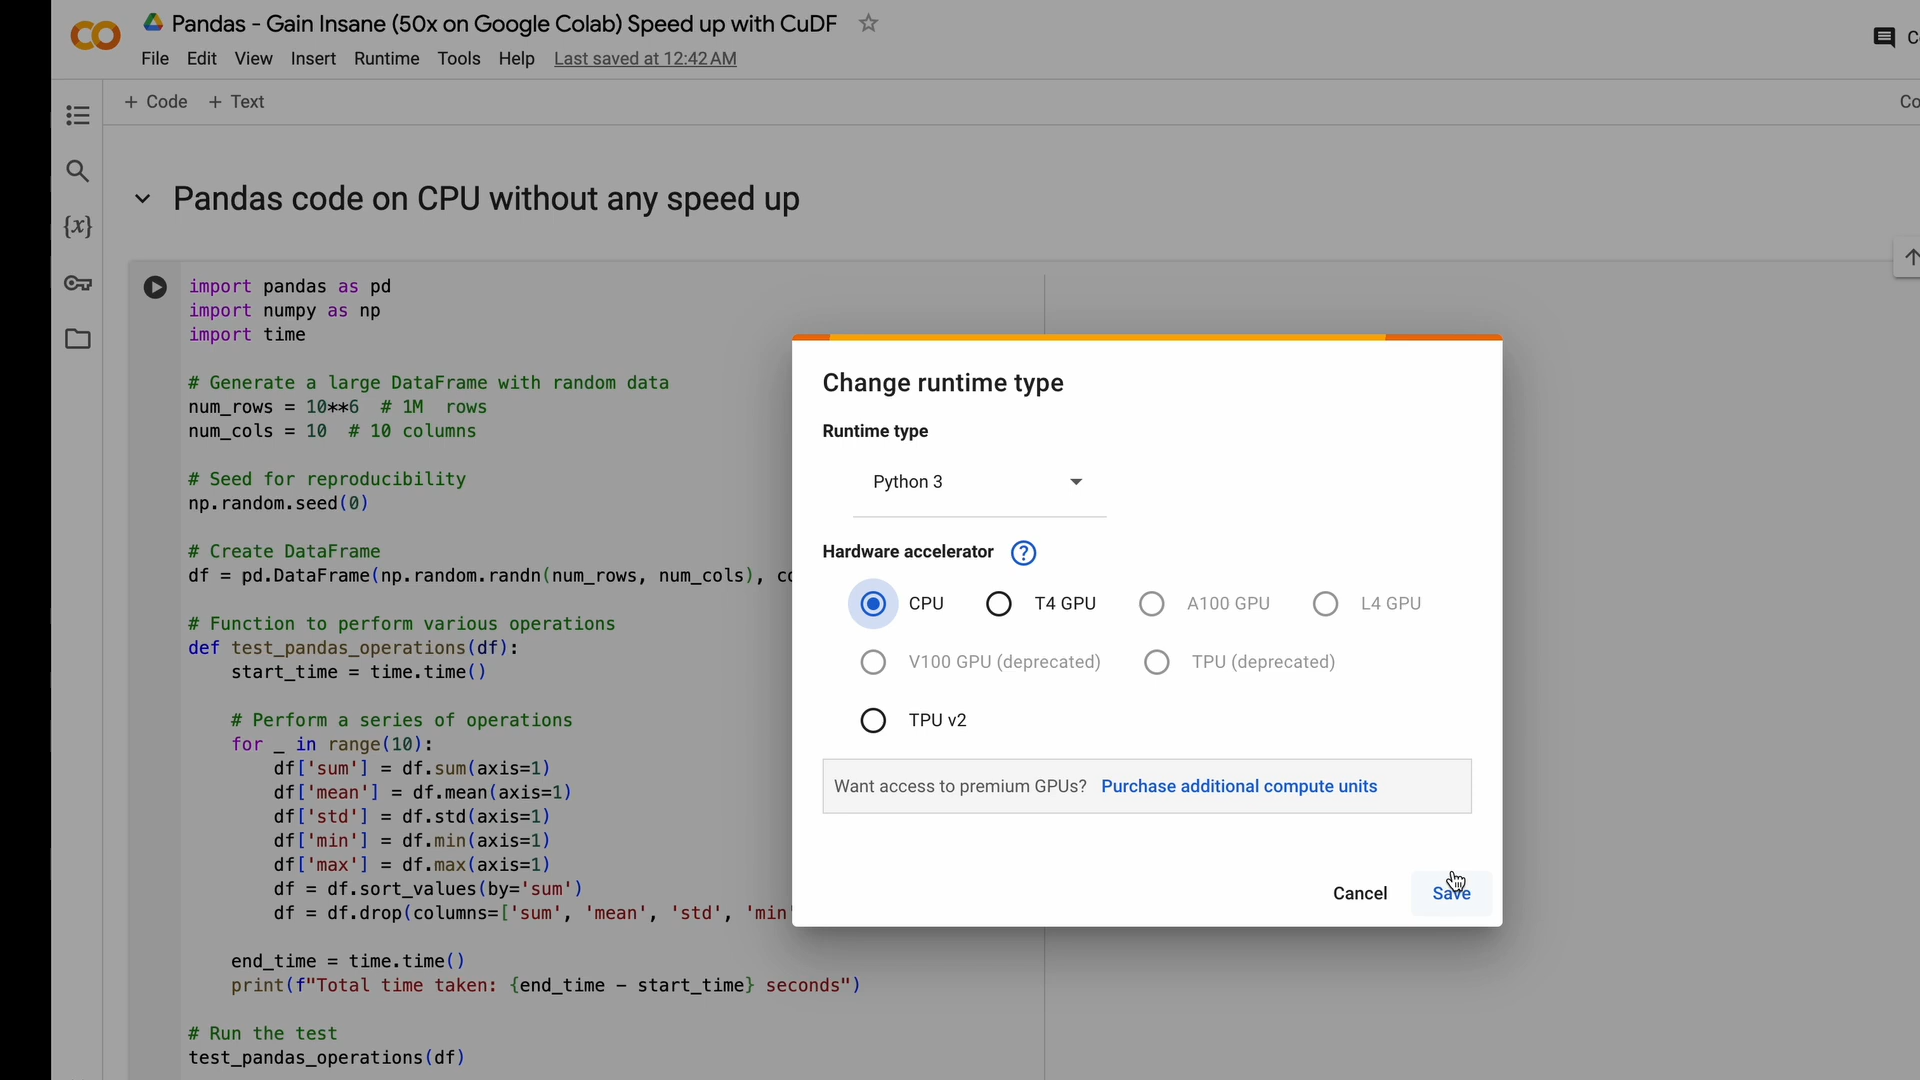 Pandas - Gain Insane (50x on Google Colab) Speed up with CuDF
File Edit View Insert Runtime Tools Help Last saved at 12:42 AM
+ Code + Text
Pandas code on CPU without any speed up
{x}
import pandas as pd
import numpy as np
import time
# Generate a large DataFrame with random data
num_rows = 10**6 # 1M rows
num_cols = 10 # 10 columns
# Seed for reproducibility
np.random.seed(0)
# Create DataFrame
df = pd.DataFrame(np.random.randn(num_rows, num_cols),
# Function to perform various operations
def test_pandas_operations(df):
start_time = time.time()
# Perform a series of operations
for _ in range(10):
df['sum'] = df.sum(axis=1)
df['mean'] = df.mean(axis=1)
df['std'] = df.std(axis=1)
df['min'] = df.min(axis=1)
df['max'] = df.max(axis=1)
df = df.sort_values(by='sum')
df = df.drop(columns=['sum', 'mean', 'std', 'min'
end_time = time.time()
print(f"Total time taken: {end_time - start_time} seconds")
# Run the test
test_pandas_operations(df)
Change runtime type
Runtime type
Python 3
Hardware accelerator ?
CPU T4 GPU A100 GPU L4 GPU
V100 GPU (deprecated) TPU (deprecated)
TPU v2
Want access to premium GPUs? Purchase additional compute units
Cancel Save